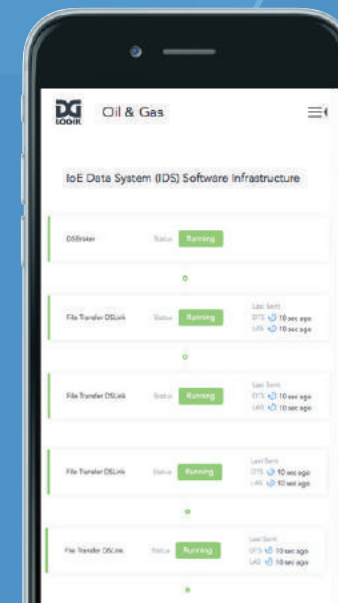 DG
LOGIK
Oil & Gas
IoE Data System (IDS) Software Infrastructure
DSBroker Status Running
Last Sent
File Transfer DSLink Status Running DTS 10 sec ago
LAS 10 sec ago
Last Sent
File Transfer DSLink Status Running DTS 10 sec ago
LAS 10 sec ago
Last Sent
File Transfer DSLink Status Running DTS 10 sec ago
LAS 10 sec ago
Last Sent
File Transfer DSLink Status Running DTS 10 sec ago
LAS 10 sec ago